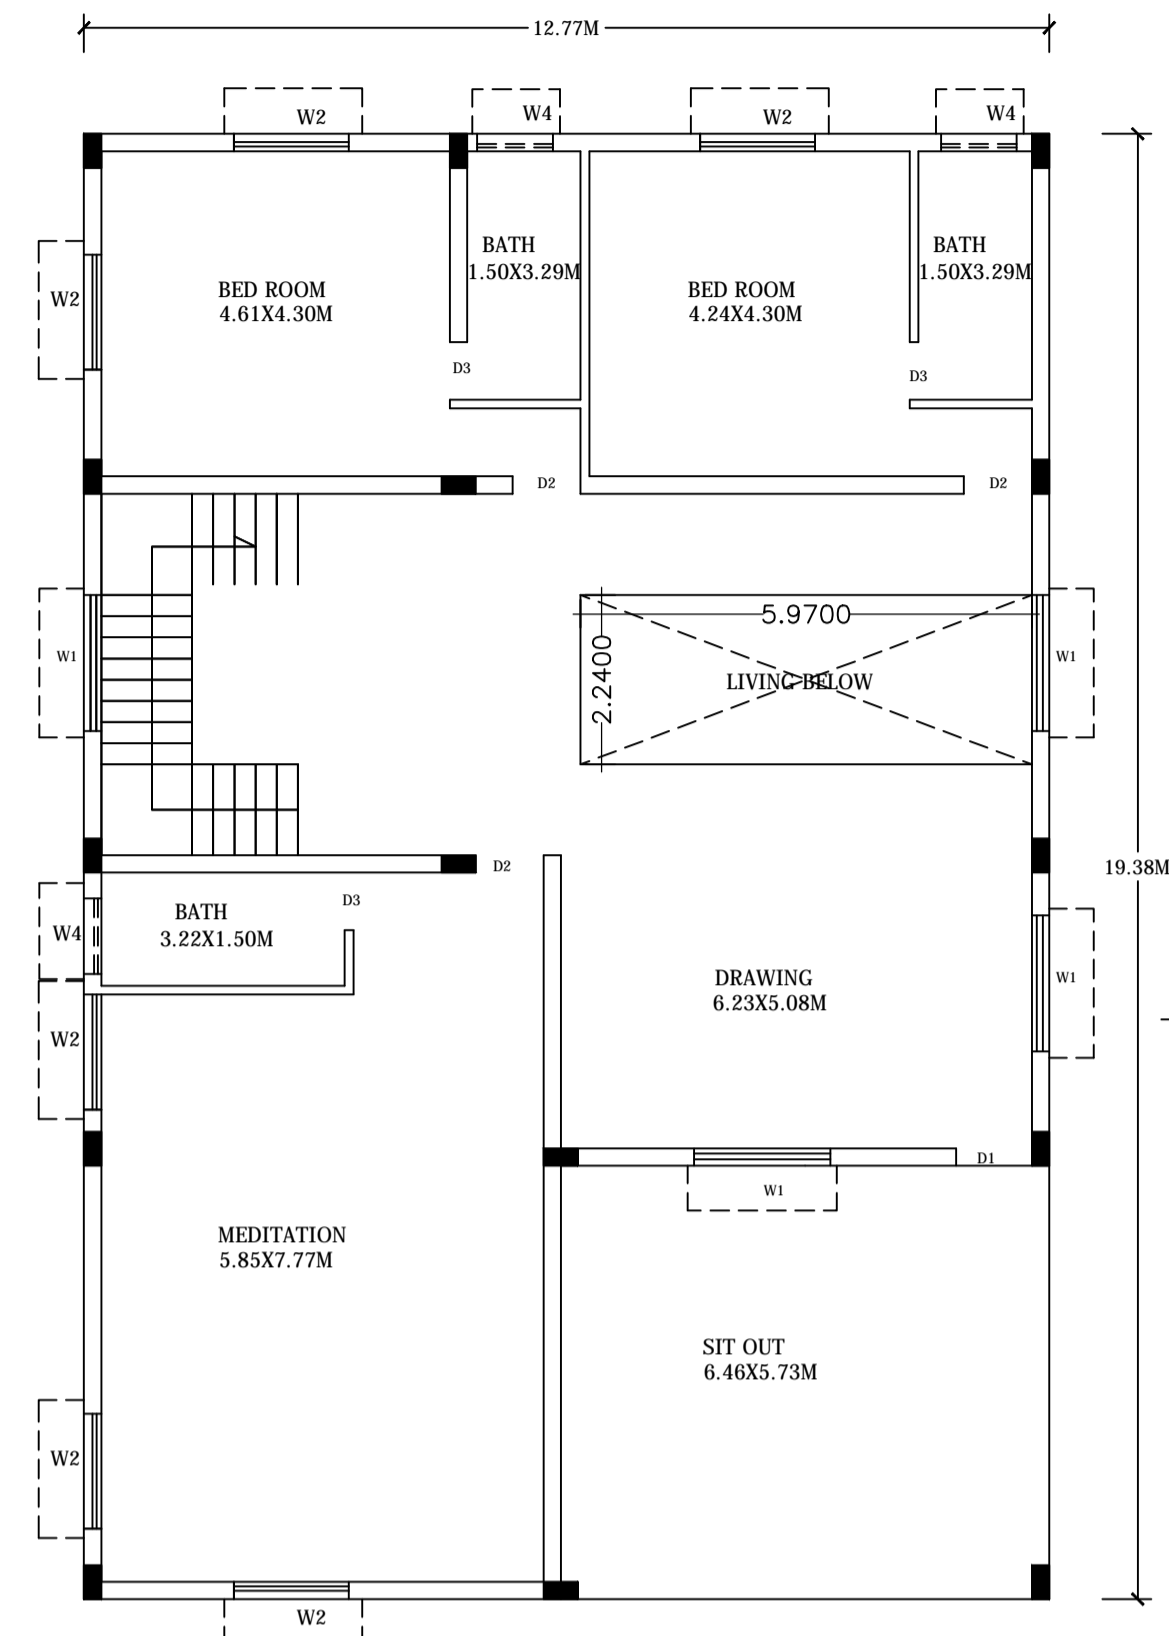 12.77M
W2
W4
W2
W4
BATH
1.50X3.29M
BATH
1.50X3.29M
W2
BED ROOM
4.61X4.30M
BED ROOM
4.24X4.30M
D3
D3
D2
D2
5.9700
2.2400
W1
W1
LIVING BELOW
D2
19.38M
D3
BATH
3.22X1.50M
W4
DRAWING
6.23X5.08M
W1
W2
D1
W1
MEDITATION
5.85X7.77M
SIT OUT
6.46X5.73M
W2
W2